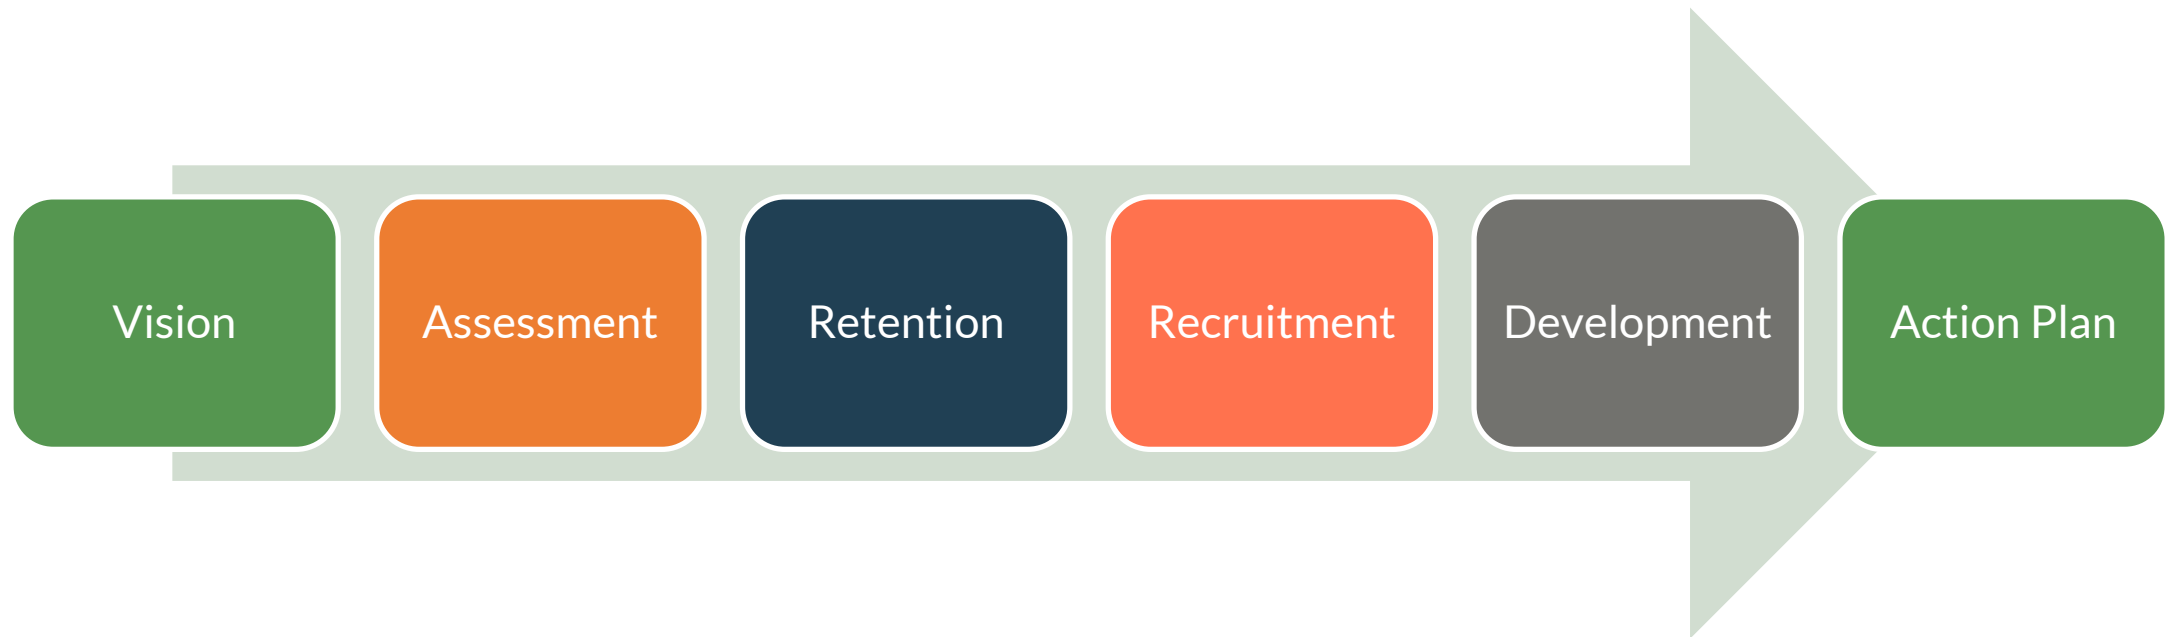 Vision
Assessment
Retention
Recruitment
Development
Action Plan